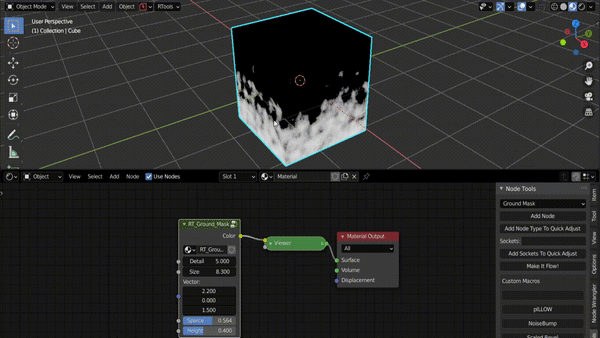 Object Mode
View
Select
Add
Object
RTools
User Perspective
(1) Collection | Cube
Object
View
Select
Add
Node
Use Nodes
Slot 1
Material
RT_Ground_Mask
Color
RT_Grou...
Detail 5.000
Size 8.300
Vector:
2.200
0.000
1.500
Sparce 0.564
Height 0.400
Viewer
Material Output
All
Surface
Volume
Displacement
Node Tools
Ground Mask
Add Node
Add Node Type To Quick Adjust
Sockets:
Add Sockets To Quick Adjust
Make It Flow!
Custom Macros
pILLOW
NoiseBump
Scaled Bevel
Item
Tool
View
Options
Node Wrangler